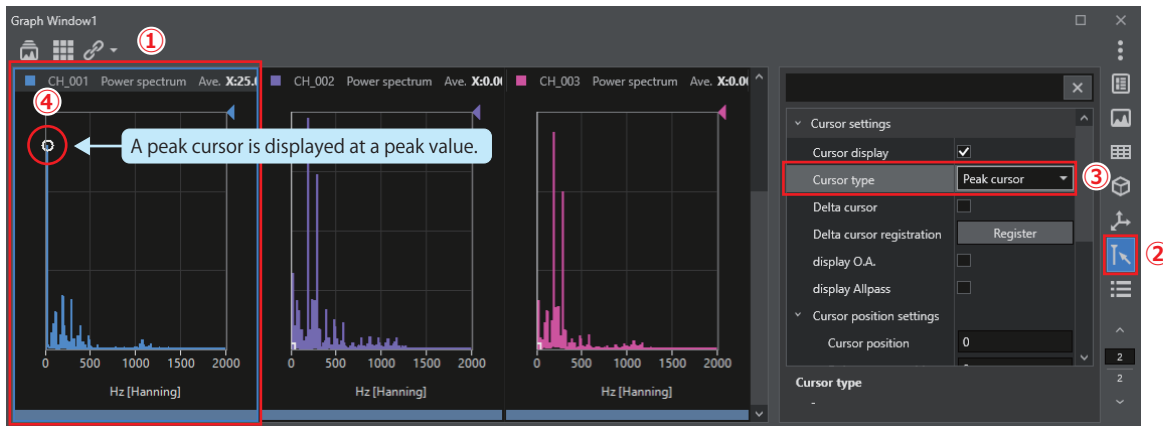 Graph Window1
①
CH_001 Power spectrum Ave. X:25.0
CH_002 Power spectrum Ave. X:0.00
CH_003 Power spectrum Ave. X:0.00
④
A peak cursor is displayed at a peak value.
0 500 1000 1500 2000
Hz [Hanning]
0 500 1000 1500 2000
Hz [Hanning]
0 500 1000 1500 2000
Hz [Hanning]
Cursor settings
Cursor display
Cursor type Peak cursor
③
Delta cursor
Delta cursor registration Register
②
display O.A.
display Allpass
Cursor position settings
Cursor position 0
Cursor type
-
2
2